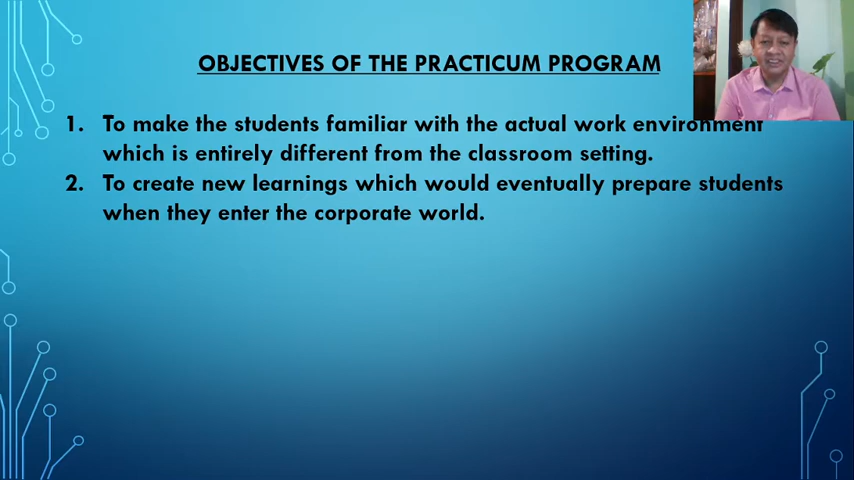 OBJECTIVES OF THE PRACTICUM PROGRAM
1. To make the students familiar with the actual work environment
which is entirely different from the classroom setting.
2. To create new learnings which would eventually prepare students
when they enter the corporate world.